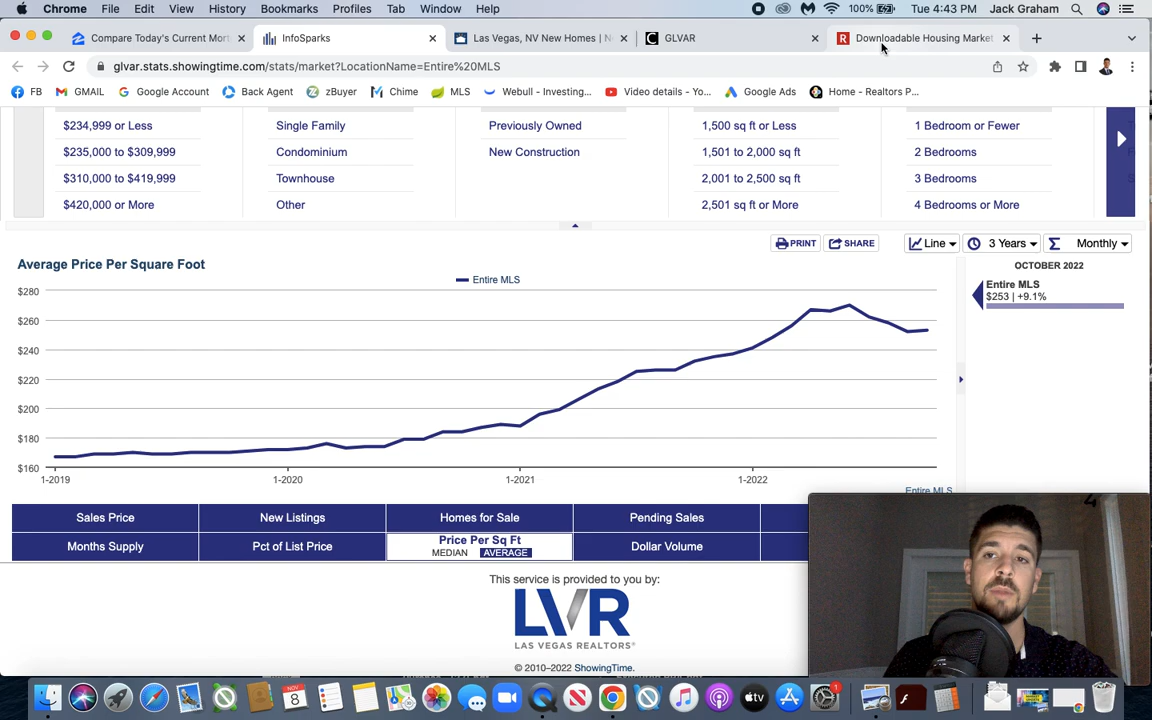 Chrome File Edit View History Bookmarks Profiles Tab Window Help 100% Tue 4:43 PM Jack Graham
Compare Today's Current Mort InfoSparks Las Vegas, NV New Homes | N GLVAR Downloadable Housing Market
glvar.stats.showingtime.com/stats/market?LocationName=Entire%20MLS
FB GMAIL Google Account Back Agent zBuyer Chime MLS Webull - Investing... Video details - Yo... Google Ads Home - Realtors P...
$234,999 or Less Single Family Previously Owned 1,500 sq ft or Less 1 Bedroom or Fewer
$235,000 to $309,999 Condominium New Construction 1,501 to 2,000 sq ft 2 Bedrooms
$310,000 to $419,999 Townhouse 2,001 to 2,500 sq ft 3 Bedrooms
$420,000 or More Other 2,501 sq ft or More 4 Bedrooms or More
PRINT SHARE Line 3 Years Σ Monthly
Average Price Per Square Foot
OCTOBER 2022
Entire MLS
Entire MLS
$253 | +9.1%
$280
$260
$240
$220
$200
$180
$160
1-2019 1-2020 1-2021 1-2022
Entire MLS
Sales Price New Listings Homes for Sale Pending Sales
Months Supply Pct of List Price Price Per Sq Ft Dollar Volume
MEDIAN AVERAGE
This service is provided to you by:
LVR
LAS VEGAS REALTORS®
© 2010–2022 ShowingTime.
NOV
8
1